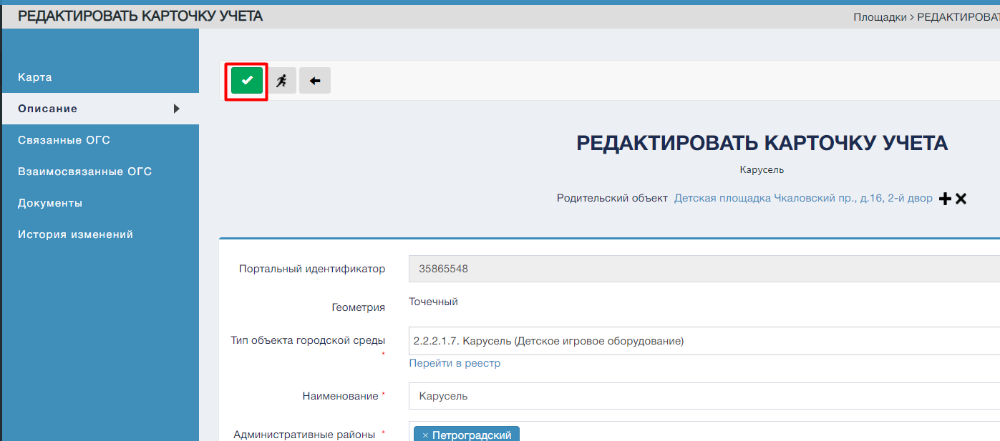 РЕДАКТИРОВАТЬ КАРТОЧКУ УЧЕТА
Площадки > РЕДАКТИРОВАТ
Карта
Описание
Связанные ОГС
Взаимосвязанные ОГС
Документы
История изменений
РЕДАКТИРОВАТЬ КАРТОЧКУ УЧЕТА
Карусель
Родительский объект Детская площадка Чкаловский пр., д.16, 2-й двор
Портальный идентификатор 35865548
Геометрия Точечный
Тип объекта городской среды * 2.2.2.1.7. Карусель (Детское игровое оборудование)
Перейти в реестр
Наименование * Карусель
Административные районы * × Петроградский